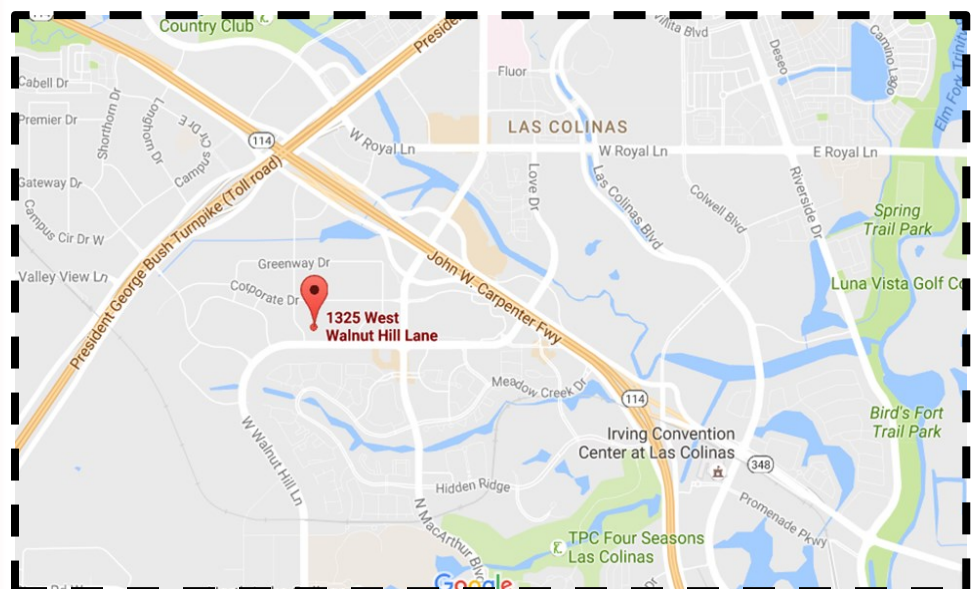 Country Club
President
Wichita Blvd
Deseo
Camino Lago
Elm Fork Trinity
Cabell Dr
Fluor
Premier Dr
Shorthorn Dr
Longhorn Dr
Campus Cir Dr E
114
W Royal Ln
LAS COLINAS
W Royal Ln
E Royal Ln
Gateway Dr
Love Dr
Las Colinas Blvd
Colwell Blvd
Riverside Dr
Campus Cir Dr W
President George Bush Turnpike (Toll road)
Spring
Trail Park
Valley View Ln
Greenway Dr
John W. Carpenter Fwy
Corporate Dr
Luna Vista Golf Co
1325 West
Walnut Hill Lane
Meadow Creek Dr
114
Bird's Fort
Trail Park
W Walnut Hill Ln
Irving Convention
Center at Las Colinas
348
Hidden Ridge
N MacArthur Blvd
Promenade Pkwy
TPC Four Seasons
Las Colinas
Google